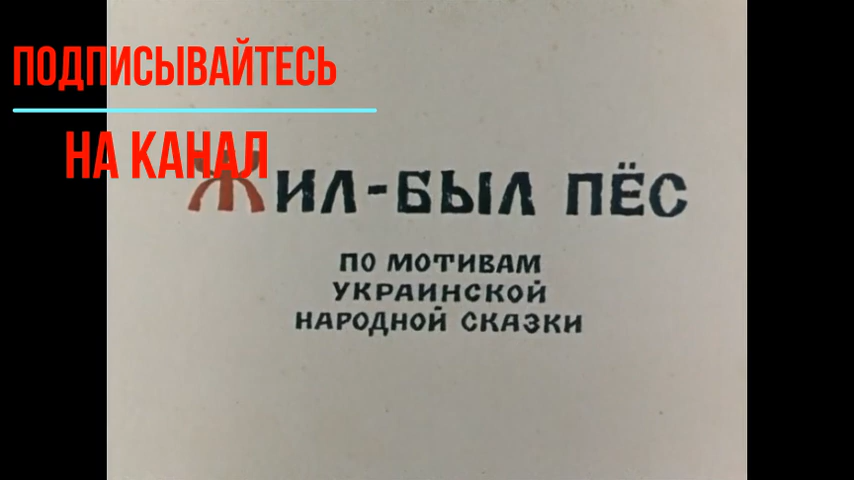 ПОДПИСЫВАЙТЕСЬ
НА КАНАЛ
ЖИЛ-БЫЛ ПЁС
ПО МОТИВАМ
УКРАИНСКОЙ
НАРОДНОЙ СКАЗКИ